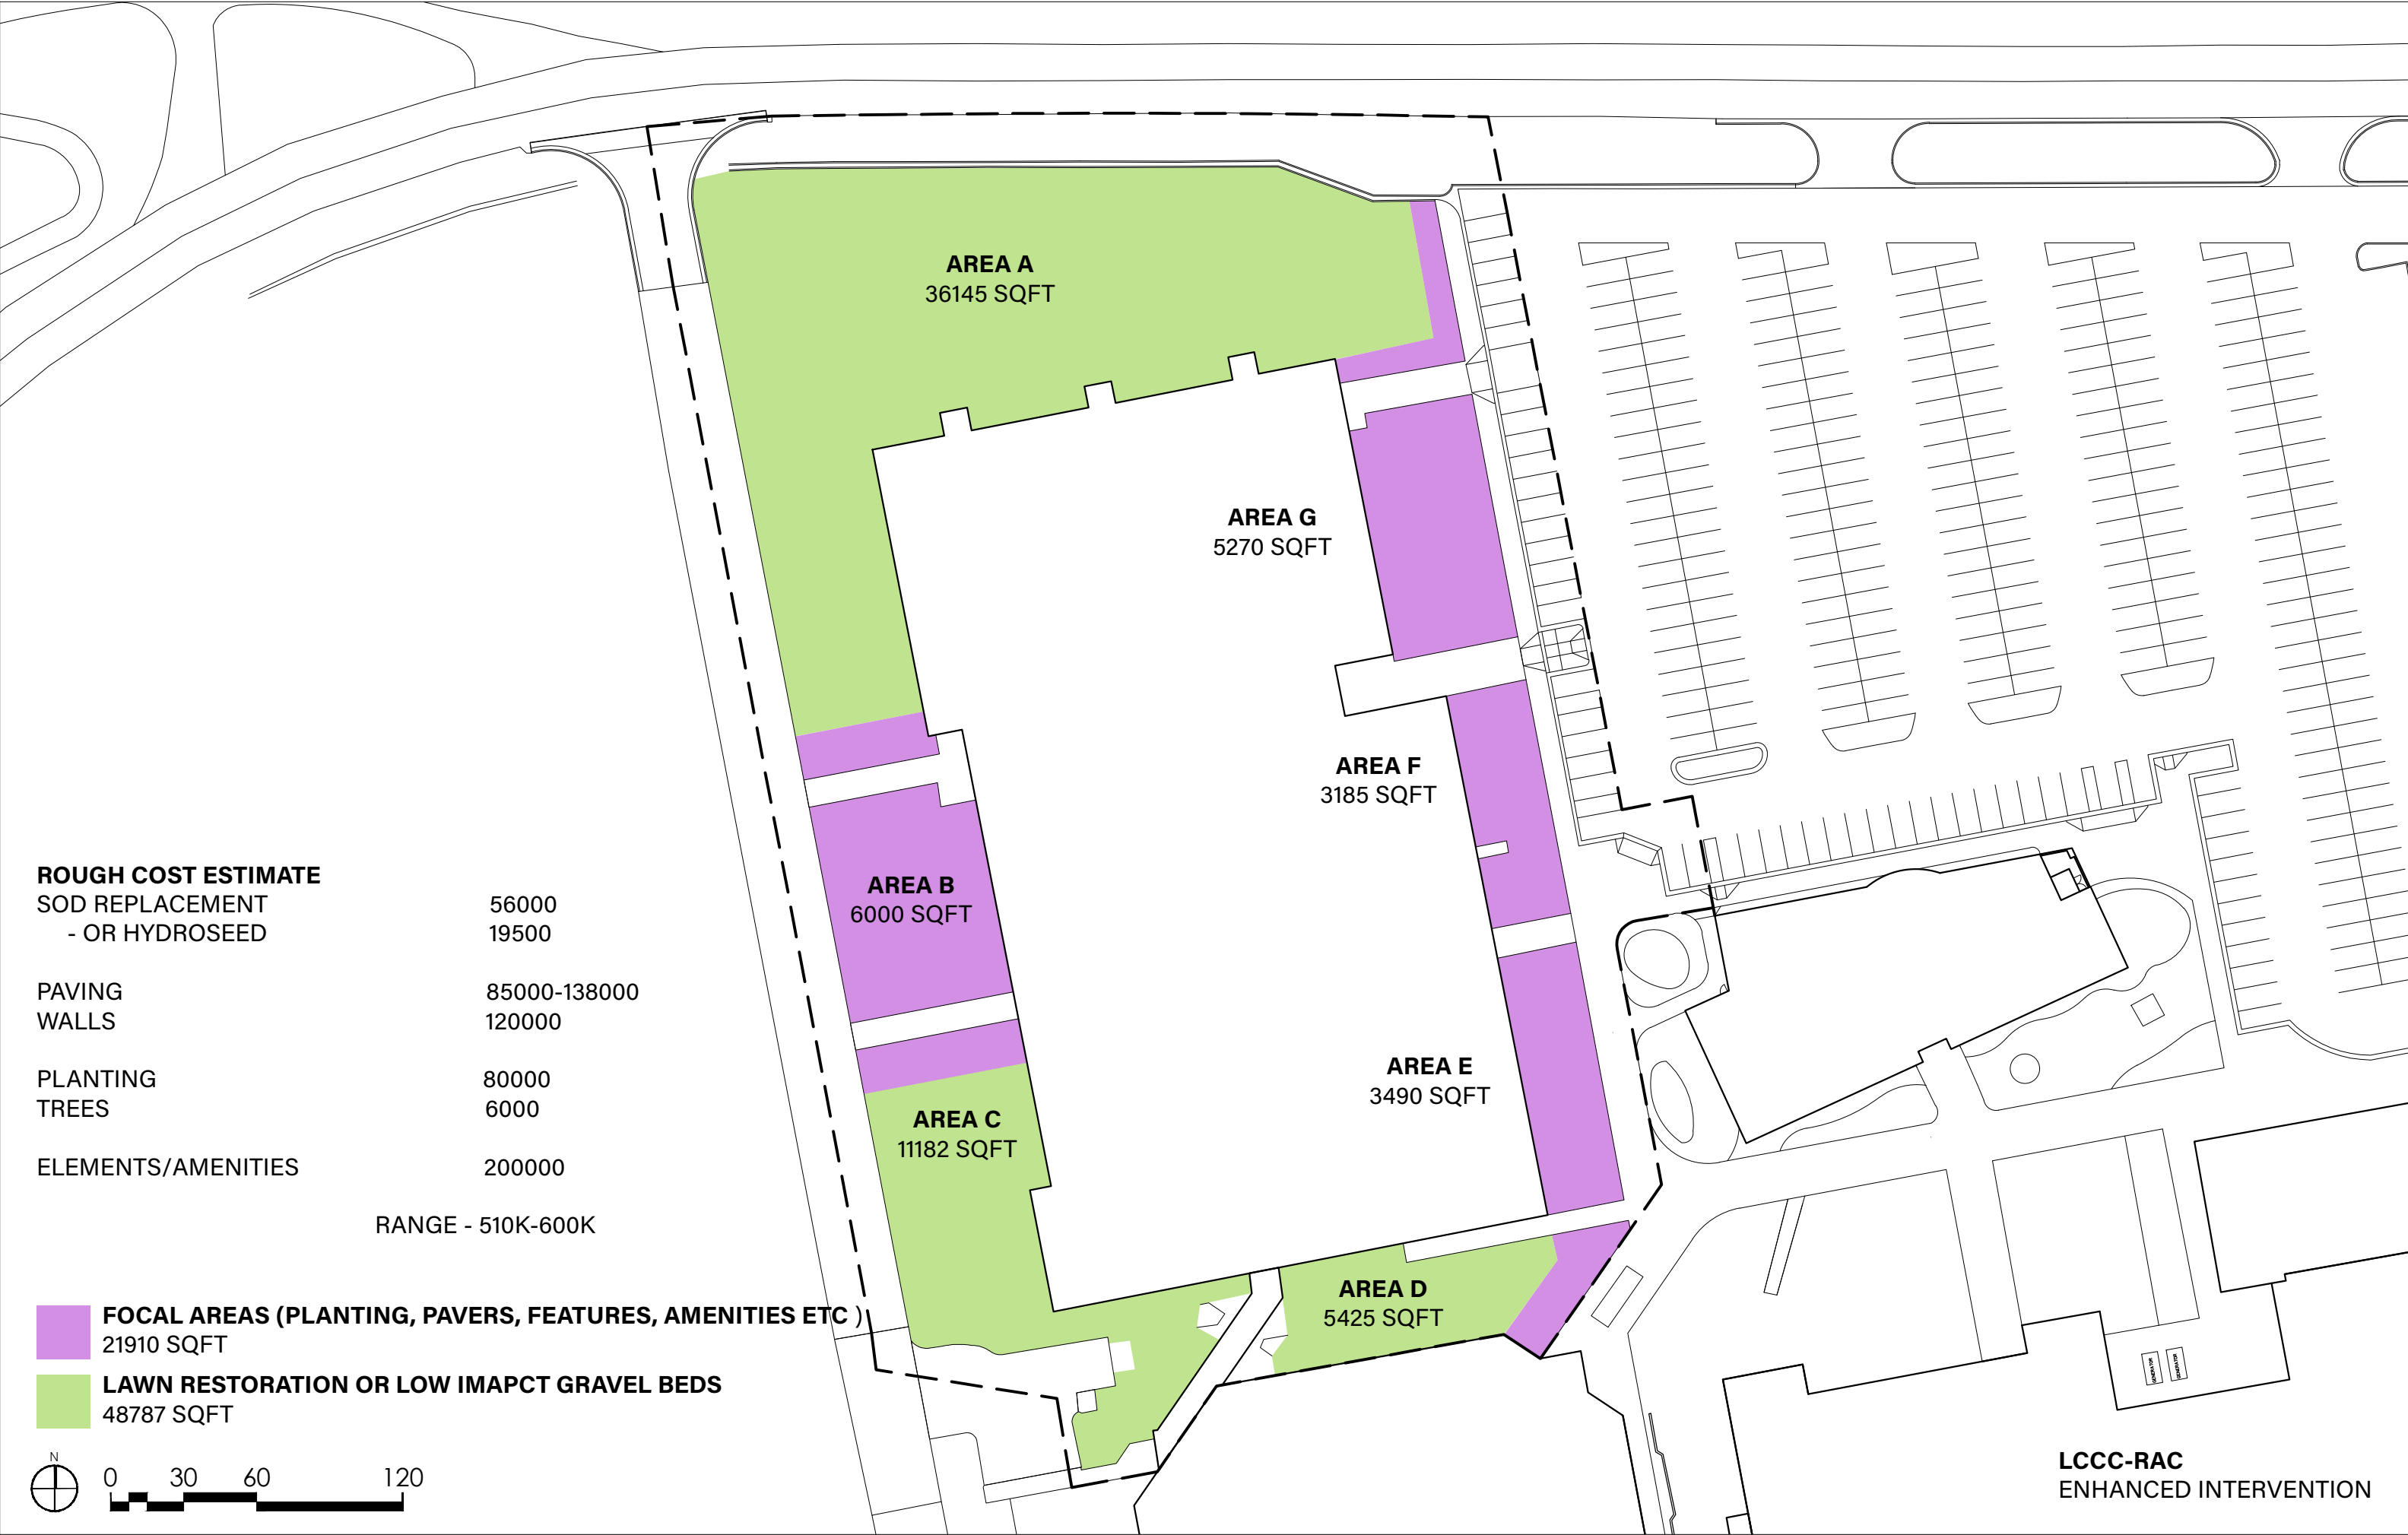 AREA A
36145 SQFT
AREA G
5270 SQFT
AREA F
3185 SQFT
AREA B
6000 SQFT
AREA E
3490 SQFT
AREA C
11182 SQFT
AREA D
5425 SQFT
ROUGH COST ESTIMATE
SOD REPLACEMENT 56000
- OR HYDROSEED 19500
PAVING 85000-138000
WALLS 120000
PLANTING 80000
TREES 6000
ELEMENTS/AMENITIES 200000
RANGE - 510K-600K
FOCAL AREAS (PLANTING, PAVERS, FEATURES, AMENITIES ETC )
21910 SQFT
LAWN RESTORATION OR LOW IMAPCT GRAVEL BEDS
48787 SQFT
N
0 30 60 120
GENERATOR
GENERATOR
LCCC-RAC
ENHANCED INTERVENTION